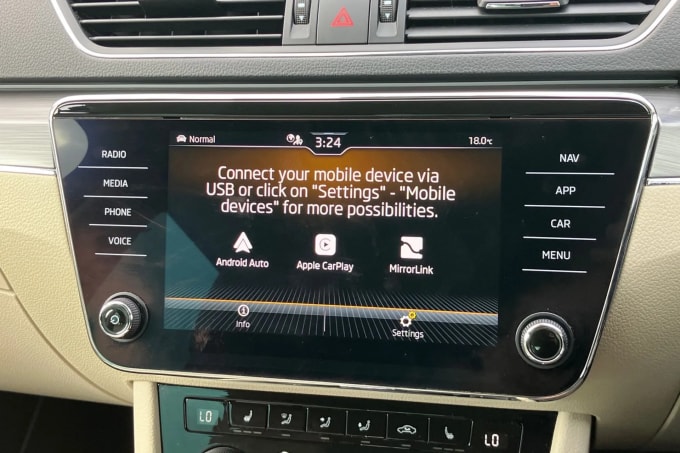 Normal
3:24
18.0°C
RADIO
MEDIA
PHONE
VOICE
Connect your mobile device via
USB or click on "Settings" - "Mobile
devices" for more possibilities.
Android Auto
Apple CarPlay
MirrorLink
Info
Settings
NAV
APP
CAR
MENU
LO
LO